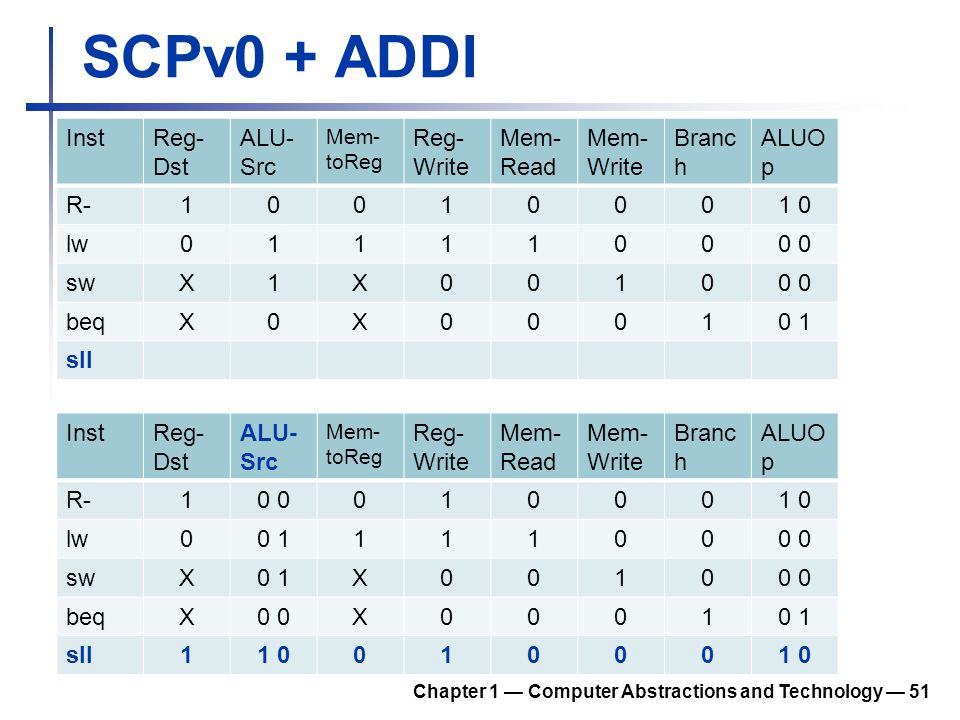 SCPv0 + ADDI
Inst Reg-Dst ALU-Src Mem-toReg Reg-Write Mem-Read Mem-Write Branch ALUOp
R- 1 0 0 1 0 0 0 1 0
lw 0 1 1 1 1 0 0 0 0
sw X 1 X 0 0 1 0 0 0
beq X 0 X 0 0 0 1 0 1
sll
Inst Reg-Dst ALU-Src Mem-toReg Reg-Write Mem-Read Mem-Write Branch ALUOp
R- 1 0 0 0 1 0 0 0 1 0
lw 0 0 1 1 1 1 0 0 0 0
sw X 0 1 X 0 0 1 0 0 0
beq X 0 0 X 0 0 0 1 0 1
sll 1 1 0 0 1 0 0 0 1 0
Chapter 1 — Computer Abstractions and Technology — 51